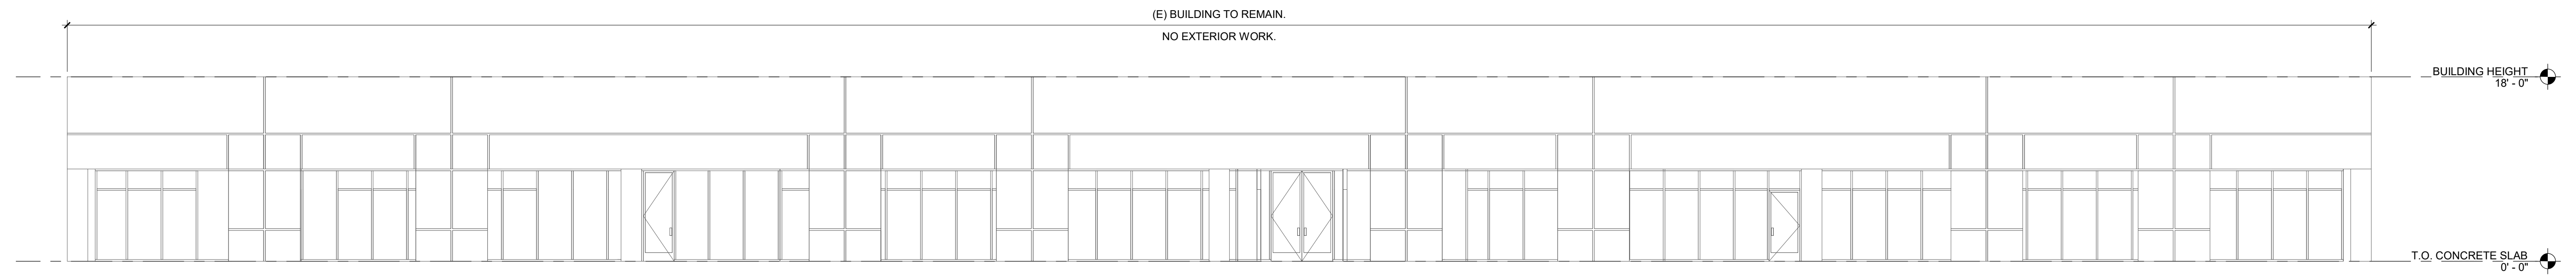 (E) BUILDING TO REMAIN.
NO EXTERIOR WORK.
BUILDING HEIGHT
18' - 0"
T.O. CONCRETE SLAB
0' - 0"